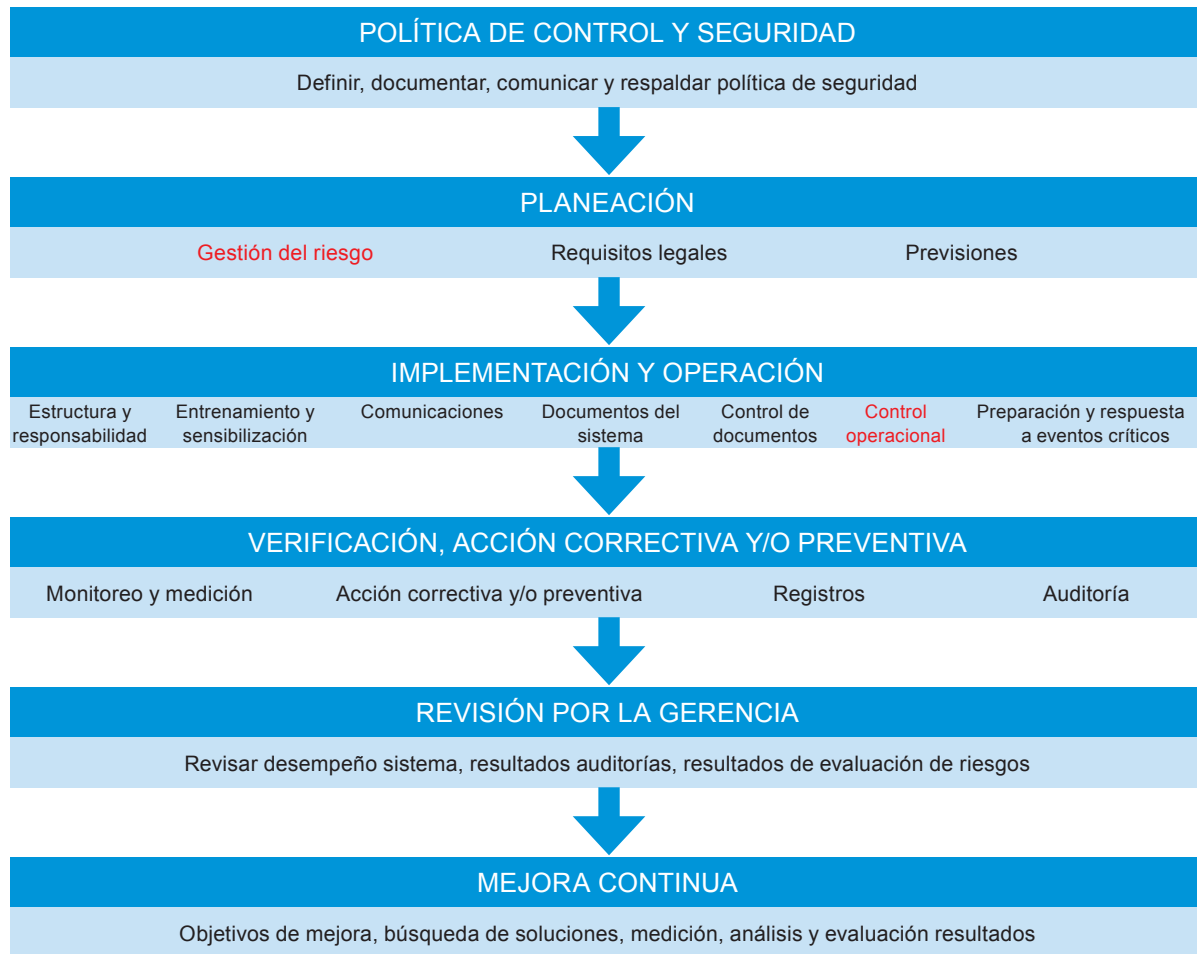 POLÍTICA DE CONTROL Y SEGURIDAD
Definir, documentar, comunicar y respaldar política de seguridad
PLANEACIÓN
Gestión del riesgo
Requisitos legales
Previsiones
IMPLEMENTACIÓN Y OPERACIÓN
Estructura y
responsabilidad
Entrenamiento y
sensibilización
Comunicaciones
Documentos del
sistema
Control de
documentos
Control
operacional
Preparación y respuesta
a eventos críticos
VERIFICACIÓN, ACCIÓN CORRECTIVA Y/O PREVENTIVA
Monitoreo y medición
Acción correctiva y/o preventiva
Registros
Auditoría
REVISIÓN POR LA GERENCIA
Revisar desempeño sistema, resultados auditorías, resultados de evaluación de riesgos
MEJORA CONTINUA
Objetivos de mejora, búsqueda de soluciones, medición, análisis y evaluación resultados